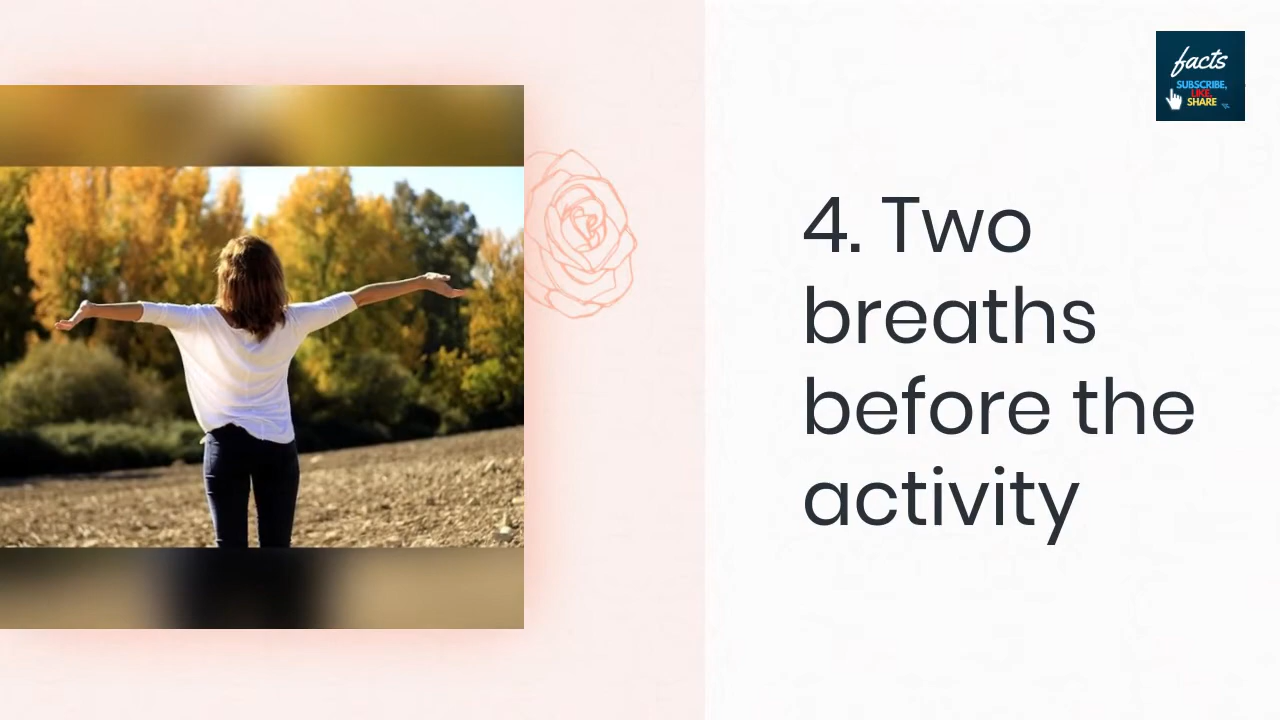 facts
SUBSCRIBE,
LIKE,
SHARE
4. Two
breaths
before the
activity